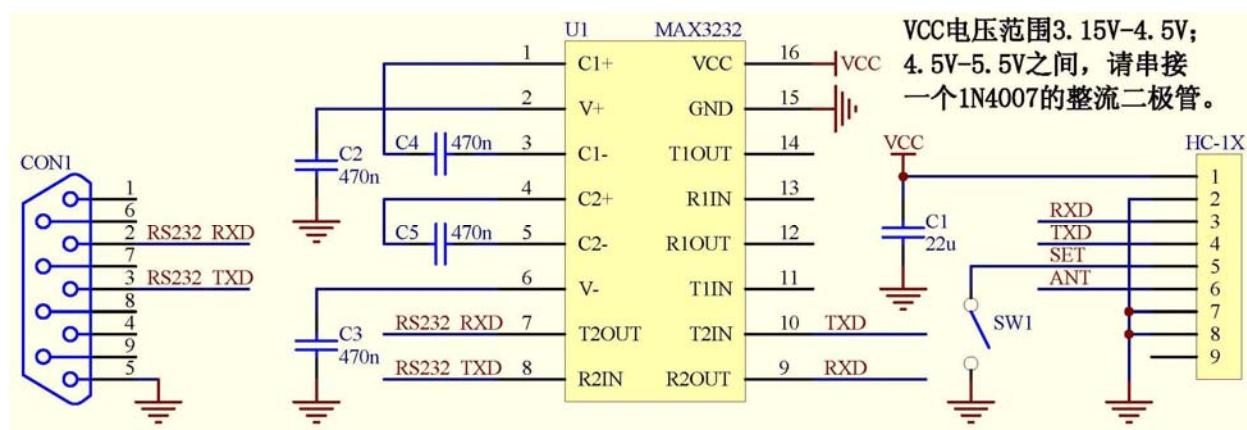 U1 MAX3232
VCC电压范围3.15V-4.5V;
4.5V-5.5V之间，请串接
一个1N4007的整流二极管。
1 C1+ VCC 16 VCC
2 V+ GND 15
3 C1- T1OUT 14
4 C2+ R1IN 13
5 C2- R1OUT 12
6 V- T1IN 11
RS232 RXD 7 T2OUT T2IN 10 TXD
RS232 TXD 8 R2IN R2OUT 9 RXD
C4 470n
C2
470n
C5 470n
C3
470n
CON1
1
6
2 RS232 RXD
7
3 RS232 TXD
8
4
9
5
VCC
C1
22u
SW1
HC-1X
1
2
RXD 3
TXD 4
SET 5
ANT 6
7
8
9